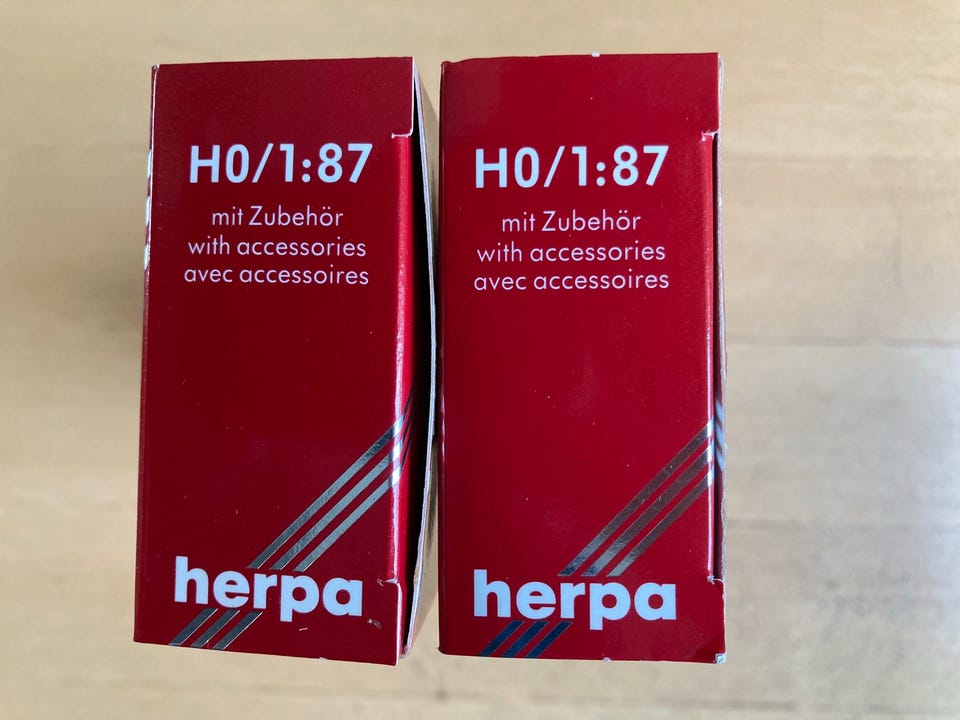 H0/1:87
mit Zubehör
with accessories
avec accessoires
herpa
H0/1:87
mit Zubehör
with accessories
avec accessoires
herpa